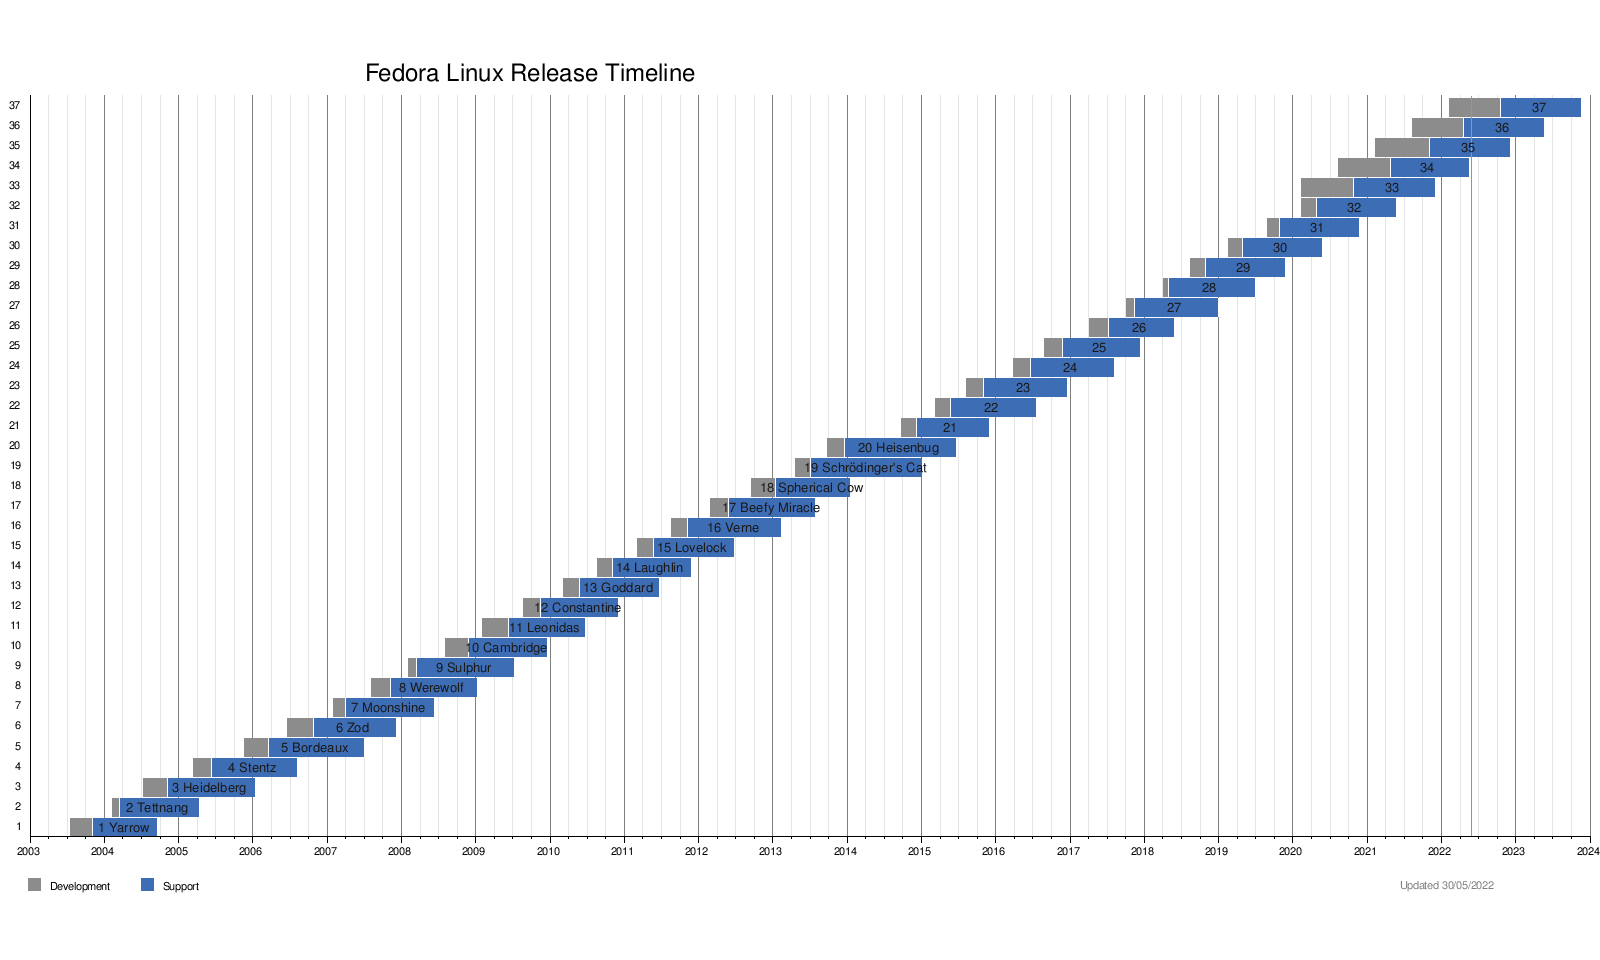 Fedora Linux Release Timeline
37 37
36 36
35 35
34 34
33 33
32 32
31 31
30 30
29 29
28 28
27 27
26 26
25 25
24 24
23 23
22 22
21 21
20 20 Heisenbug
19 19 Schrödinger's Cat
18 18 Spherical Cow
17 17 Beefy Miracle
16 16 Verne
15 15 Lovelock
14 14 Laughlin
13 13 Goddard
12 12 Constantine
11 11 Leonidas
10 10 Cambridge
9 9 Sulphur
8 8 Werewolf
7 7 Moonshine
6 6 Zod
5 5 Bordeaux
4 4 Stentz
3 3 Heidelberg
2 2 Tettnang
1 1 Yarrow
2003 2004 2005 2006 2007 2008 2009 2010 2011 2012 2013 2014 2015 2016 2017 2018 2019 2020 2021 2022 2023 2024
Development Support Updated 30/05/2022